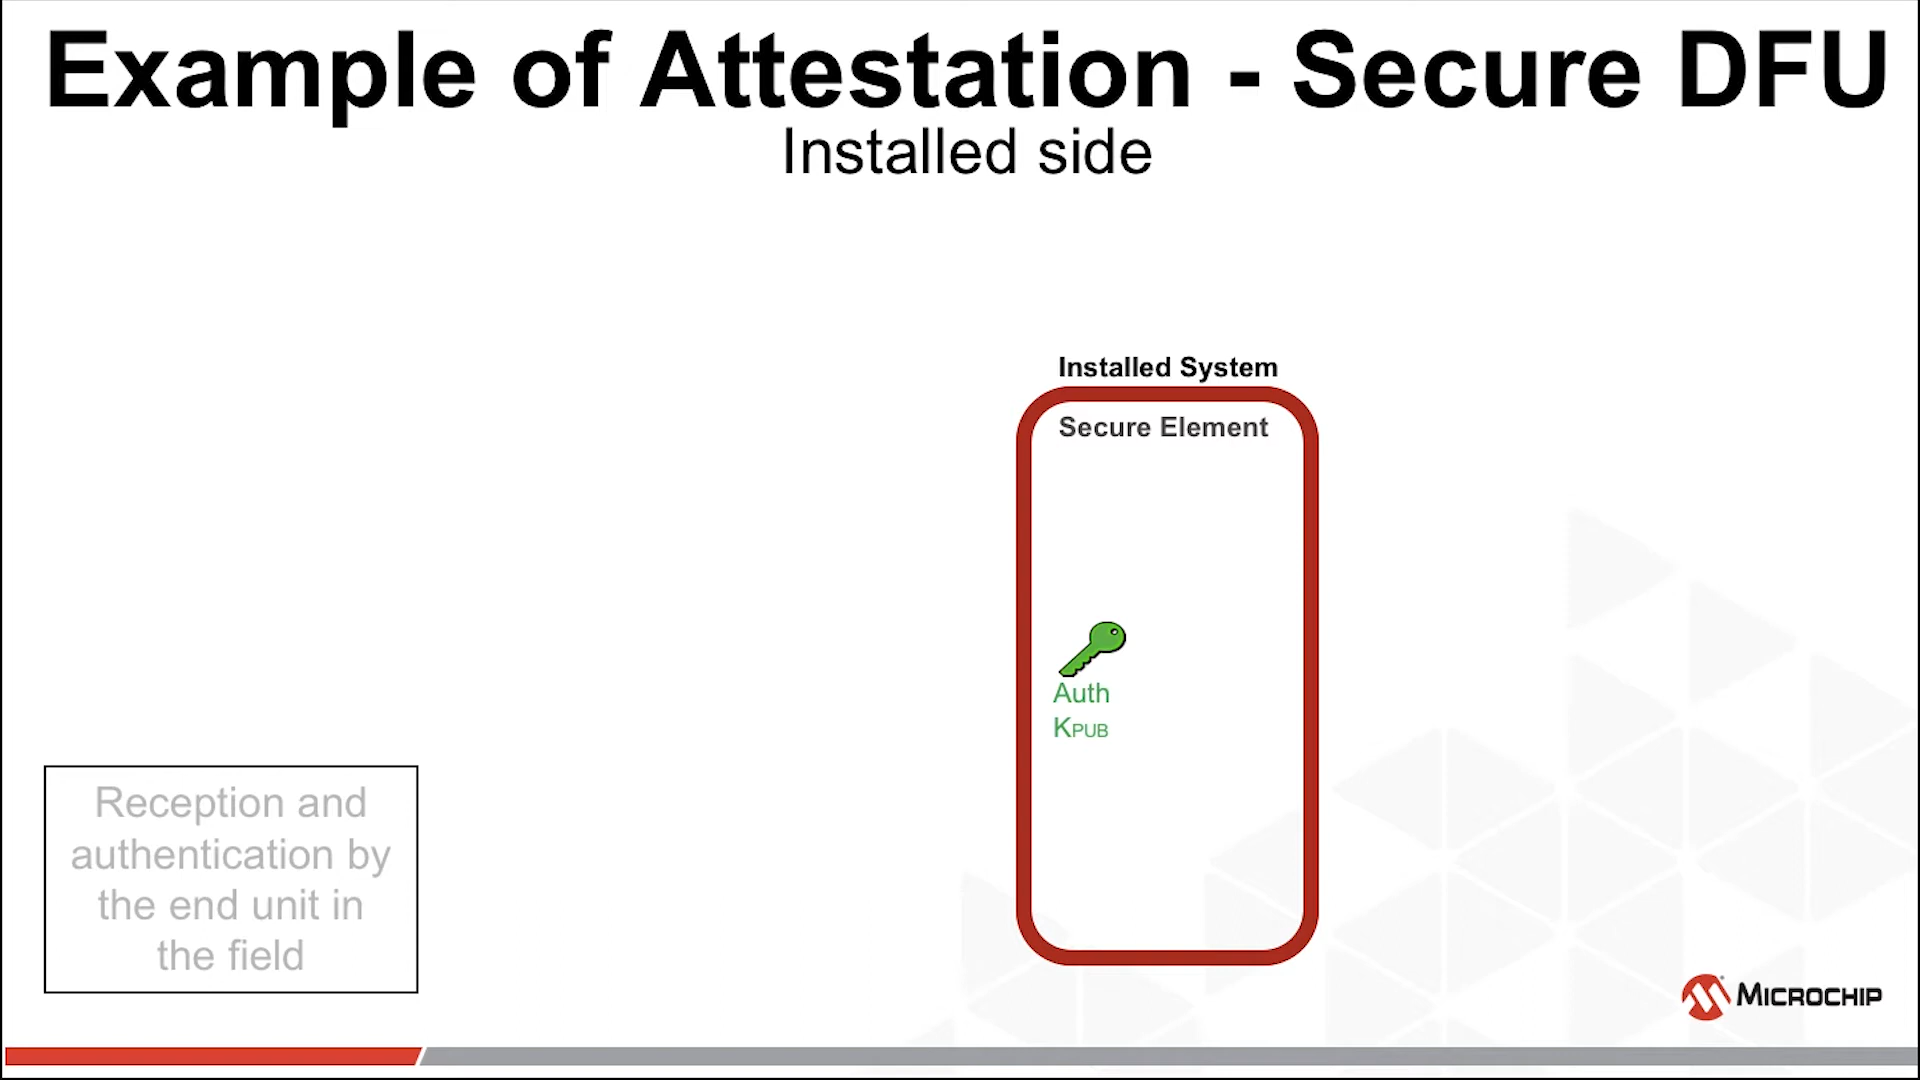 Example of Attestation - Secure DFU
Installed side
Installed System
Secure Element
Auth
KPUB
Reception and
authentication by
the end unit in
the field
MICROCHIP